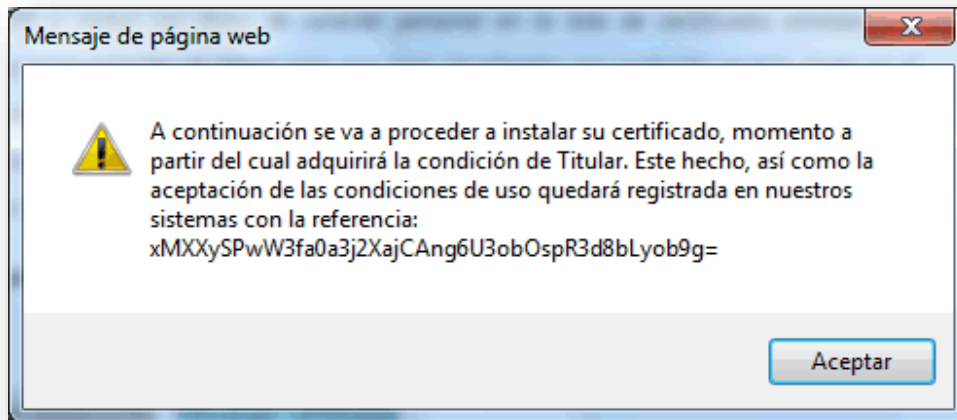 Mensaje de página web
A continuación se va a proceder a instalar su certificado, momento a
partir del cual adquirirá la condición de Titular. Este hecho, así como la
aceptación de las condiciones de uso quedará registrada en nuestros
sistemas con la referencia:
xMXXySPwW3fa0a3j2XajCAng6U3obOspR3d8bLyob9g=
Aceptar